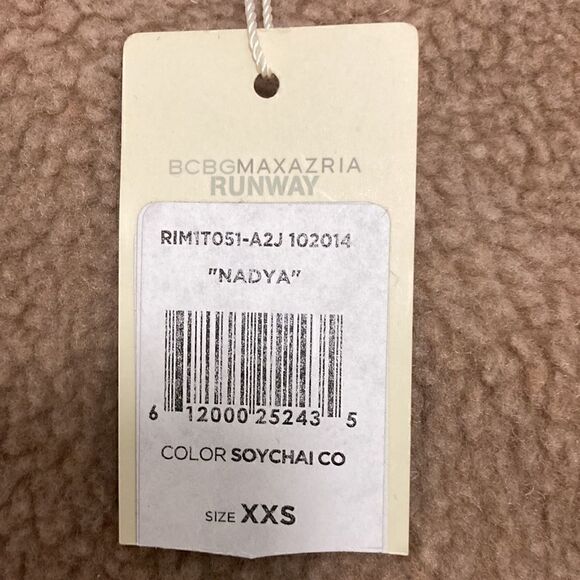 BCBGMAXAZRIA
RUNWAY
RIM1T051-A2J 102014
"NADYA"
6 12000 25243 5
COLOR SOYCHAI CO
SIZE XXS